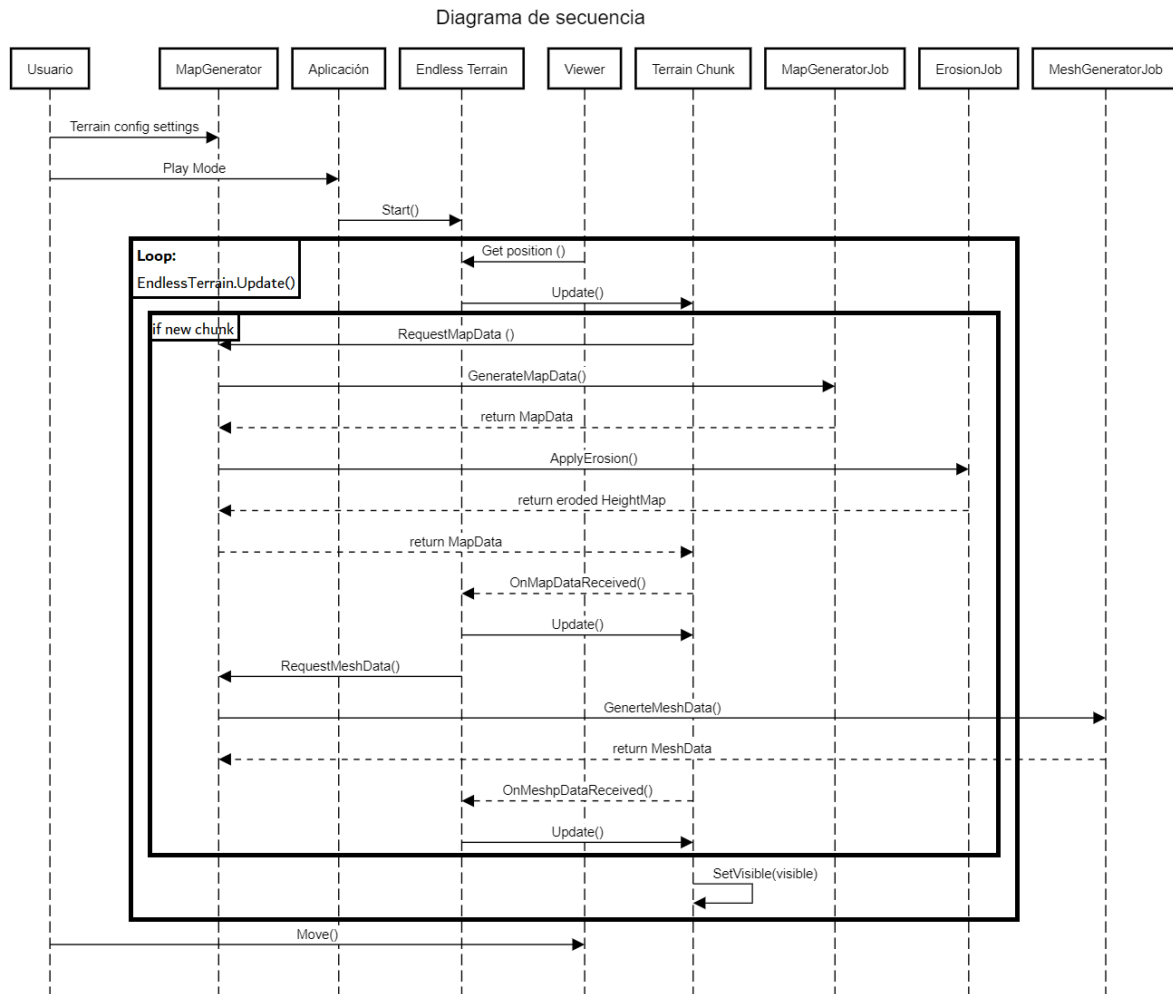 Diagrama de secuencia
Usuario
MapGenerator
Aplicación
Endless Terrain
Viewer
Terrain Chunk
MapGeneratorJob
ErosionJob
MeshGeneratorJob
Terrain config settings
Play Mode
Start()
Loop:
EndlessTerrain.Update()
Get position ()
Update()
if new chunk
RequestMapData ()
GenerateMapData()
return MapData
ApplyErosion()
return eroded HeightMap
return MapData
OnMapDataReceived()
Update()
RequestMeshData()
GenerteMeshData()
return MeshData
OnMeshpDataReceived()
Update()
SetVisible(visible)
Move()